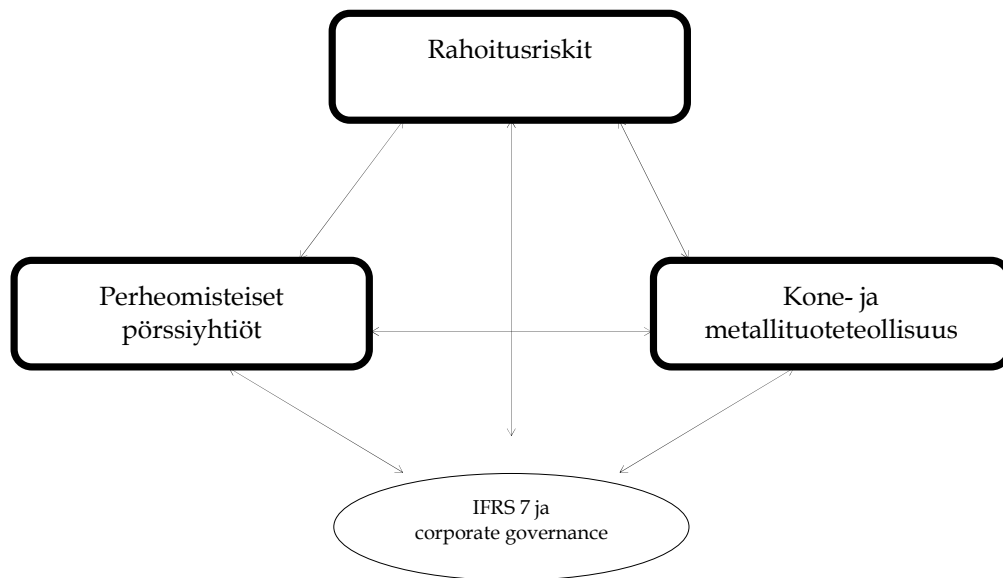 Rahoitusriskit
Perheomisteiset
pörssiyhtiöt
Kone- ja
metallituoteteollisuus
IFRS 7 ja
corporate governance